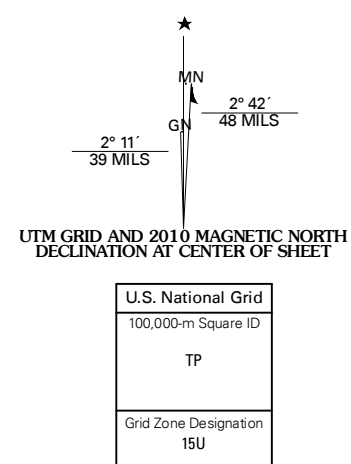 MN
GN
2° 42´
48 MILS
2° 11´
39 MILS
UTM GRID AND 2010 MAGNETIC NORTH
DECLINATION AT CENTER OF SHEET
U.S. National Grid
100,000-m Square ID
TP
Grid Zone Designation
15U